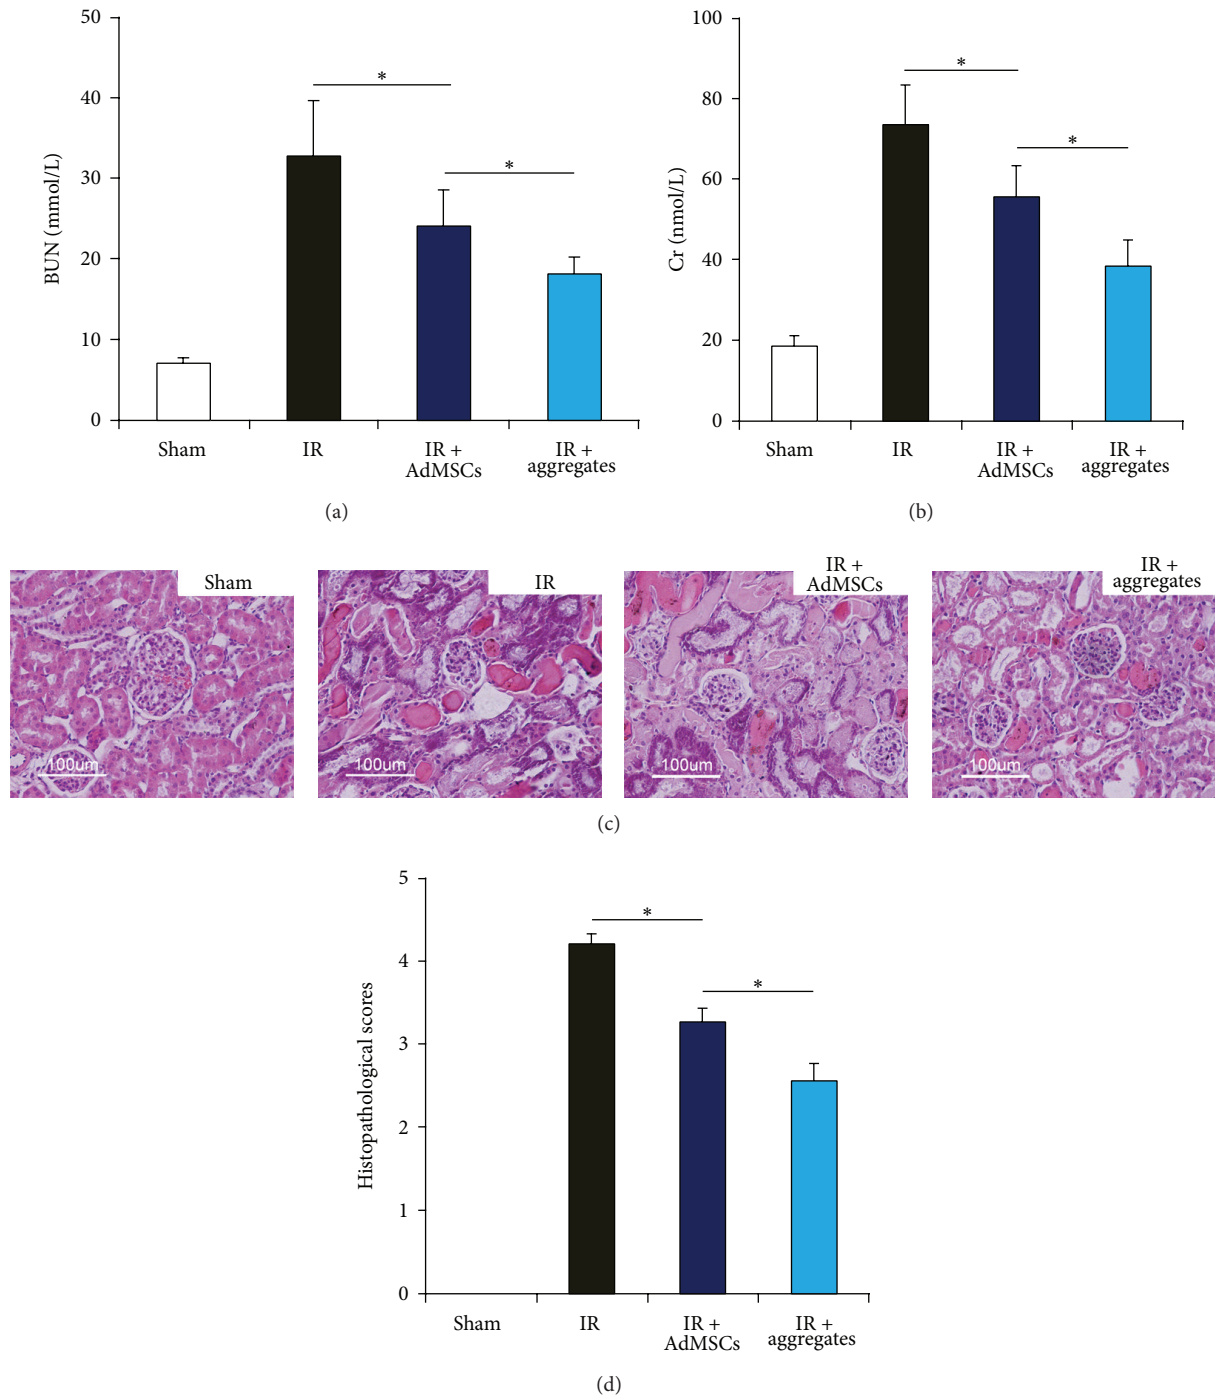 50
40
30
20
10
0
BUN (mmol/L)
*
*
Sham
IR
IR +
AdMSCs
IR +
aggregates
(a)
100
80
60
40
20
0
Cr (nmol/L)
*
*
Sham
IR
IR +
AdMSCs
IR +
aggregates
(b)
Sham
100um
IR
100um
IR +
AdMSCs
100um
IR +
aggregates
100um
(c)
5
4
3
2
1
0
Histopathological scores
*
*
Sham
IR
IR +
AdMSCs
IR +
aggregates
(d)